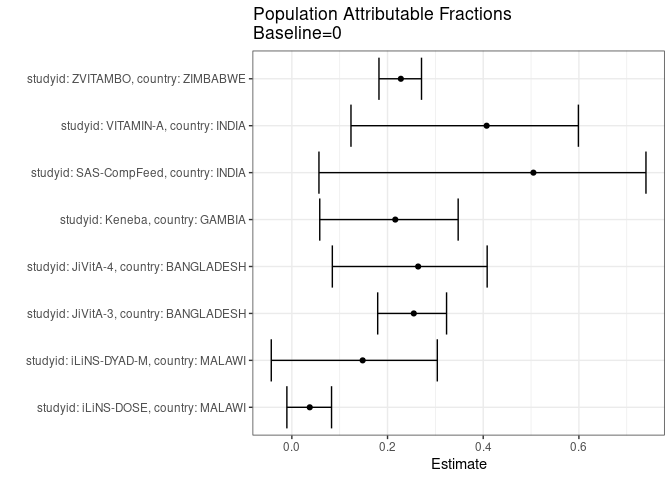 Population Attributable Fractions
Baseline=0
studyid: ZVITAMBO, country: ZIMBABWE
studyid: VITAMIN-A, country: INDIA
studyid: SAS-CompFeed, country: INDIA
studyid: Keneba, country: GAMBIA
studyid: JiVitA-4, country: BANGLADESH
studyid: JiVitA-3, country: BANGLADESH
studyid: iLiNS-DYAD-M, country: MALAWI
studyid: iLiNS-DOSE, country: MALAWI
0.0 0.2 0.4 0.6
Estimate